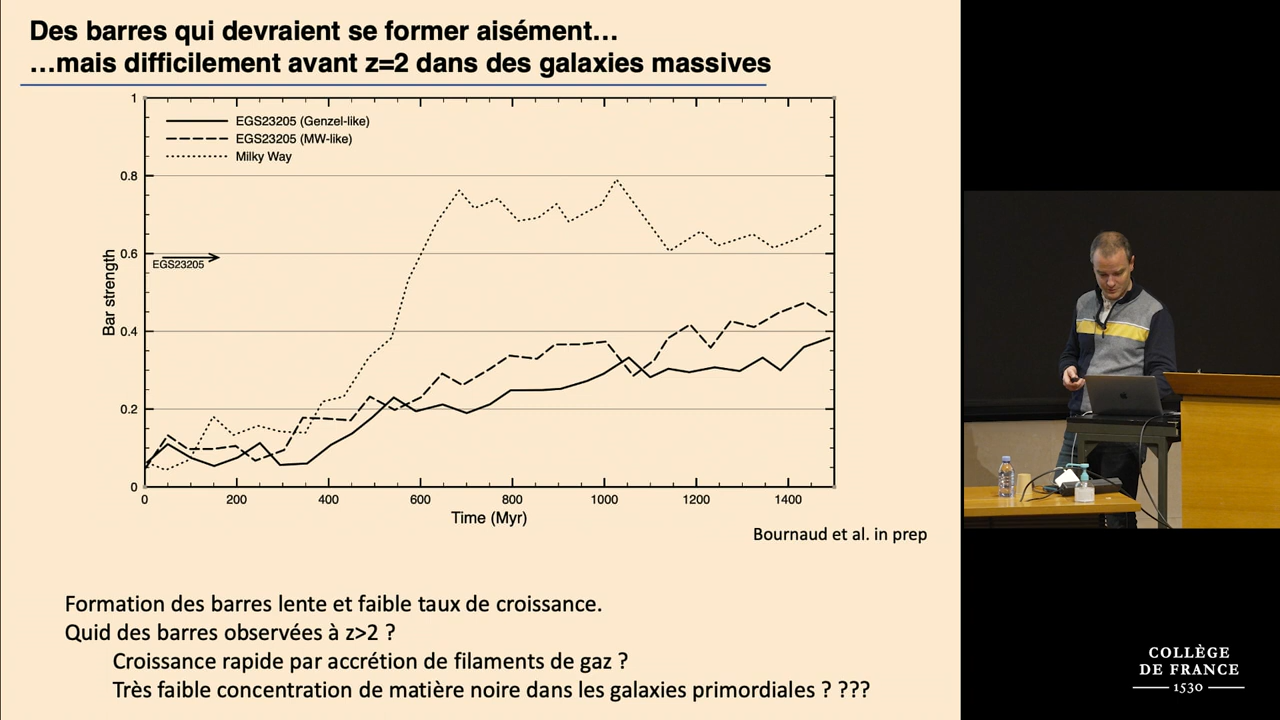 Des barres qui devraient se former aisément…
…mais difficilement avant z=2 dans des galaxies massives
1
EGS23205 (Genzel-like)
EGS23205 (MW-like)
Milky Way
0.8
0.6
EGS23205
Bar strength
0.4
0.2
0
0 200 400 600 800 1000 1200 1400
Time (Myr)
Bournaud et al. in prep
Formation des barres lente et faible taux de croissance.
Quid des barres observées à z>2 ?
Croissance rapide par accrétion de filaments de gaz ?
Très faible concentration de matière noire dans les galaxies primordiales ? ???
COLLÈGE
DE FRANCE
1530